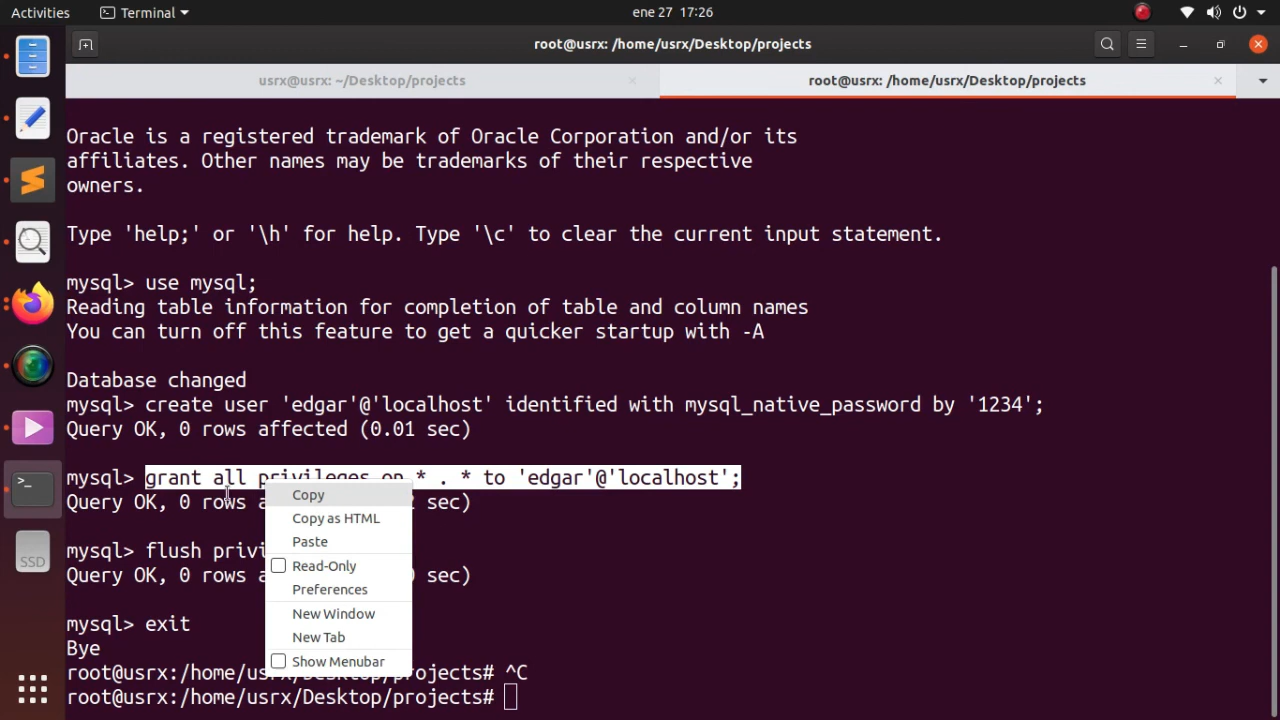 Activities
Terminal
ene 27 17:26
root@usrx: /home/usrx/Desktop/projects
usrx@usrx: ~/Desktop/projects
root@usrx: /home/usrx/Desktop/projects
Oracle is a registered trademark of Oracle Corporation and/or its
affiliates. Other names may be trademarks of their respective
owners.
Type 'help;' or '\h' for help. Type '\c' to clear the current input statement.
mysql> use mysql;
Reading table information for completion of table and column names
You can turn off this feature to get a quicker startup with -A
Database changed
mysql> create user 'edgar'@'localhost' identified with mysql_native_password by '1234';
Query OK, 0 rows affected (0.01 sec)
mysql> grant all privileges on * . * to 'edgar'@'localhost';
Query OK, 0 rows sec)
mysql> flush
Query OK, 0 rows sec)
mysql> exit
Bye
root@usrx:/home/usrx/Desktop/projects# ^C
root@usrx:/home/usrx/Desktop/projects#
Copy
Copy as HTML
Paste
Read-Only
Preferences
New Window
New Tab
Show Menubar
>_
SSD